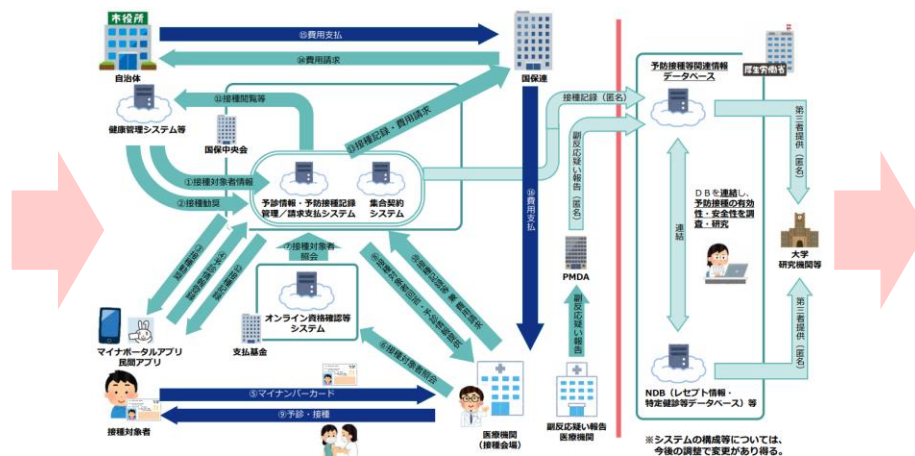 市役所
自治体
⑮費用支払
⑭費用請求
国保連
健康管理システム等
⑫接種閲覧等
国保中央会
⑬接種記録・費用請求
①接種対象者情報
②接種勧奨
予診情報・予防接種記録
管理/請求支払システム
集合契約
システム
⑦接種対象者
照会
⑯費用支払
オンライン資格確認等
システム
支払基金
⑥接種対象者照会
マイナポータルアプリ
民間アプリ
接種対象者
⑤マイナンバーカード
⑨予診・接種
医療機関
(接種会場)
副反応疑い報告
医療機関
副反応疑い報告
PMDA
副反応疑い報告
(匿名)
接種記録(匿名)
厚生労働省
予防接種等関連情報
データベース
連結
DBを連結し、
予防接種の有効
性・安全性を調
査・研究
第三者提供(匿名)
大学
研究機関等
第三者提供(匿名)
NDB(レセプト情報・
特定健診等データベース)等
※システムの構成等については、
今後の調整で変更があり得る。